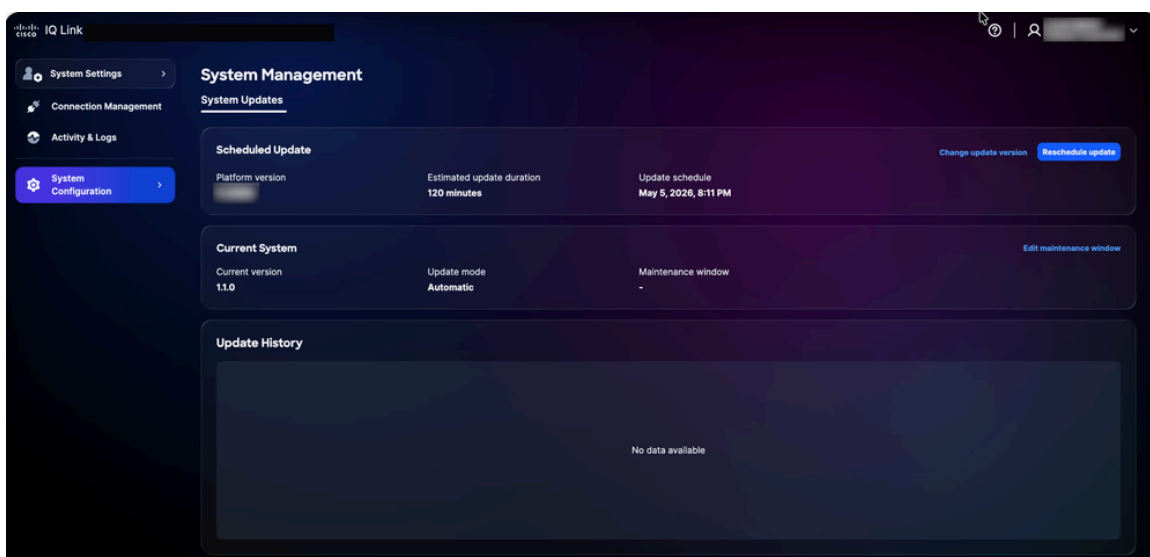 CISCO IQ Link
System Settings
Connection Management
Activity & Logs
System
Configuration
System Management
System Updates
Scheduled Update
Change update version Reschedule update
Platform version Estimated update duration Update schedule
120 minutes May 5, 2026, 8:11 PM
Current System Edit maintenance window
Current version Update mode Maintenance window
1.1.0 Automatic -
Update History
No data available